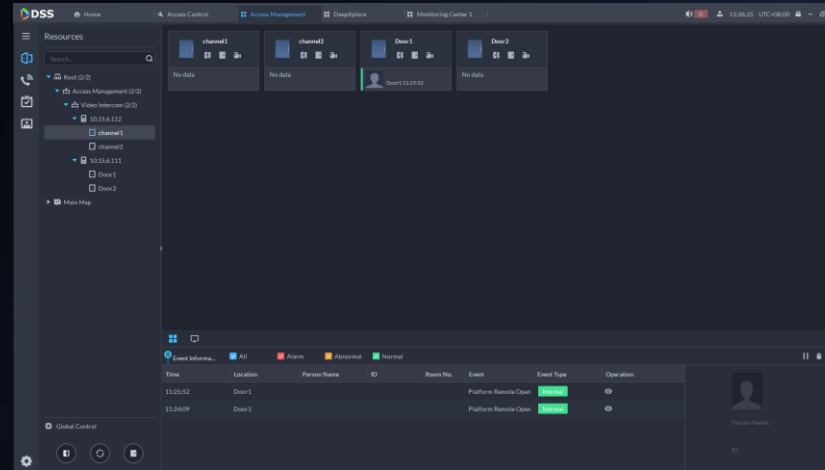 DSS Home Access Control Access Management DeepXplore Monitoring Center 1 11:26:25 UTC+08:00
Resources
Search...
Root (2/2)
Access Management (2/2)
Video Intercom (2/2)
10.15.6.112
channel1
channel2
10.15.6.111
Door1
Door2
Main Map
Global Control
channel1
No data
channel2
No data
Door1
Door1 11:25:52
Door2
No data
Event Informa... All Alarm Abnormal Normal
Time Location Person Name ID Room No. Event Event Type Operation
11:25:52 Door1 Platform Remote Open Normal
11:24:09 Door1 Platform Remote Open Normal
Person Name:
ID: